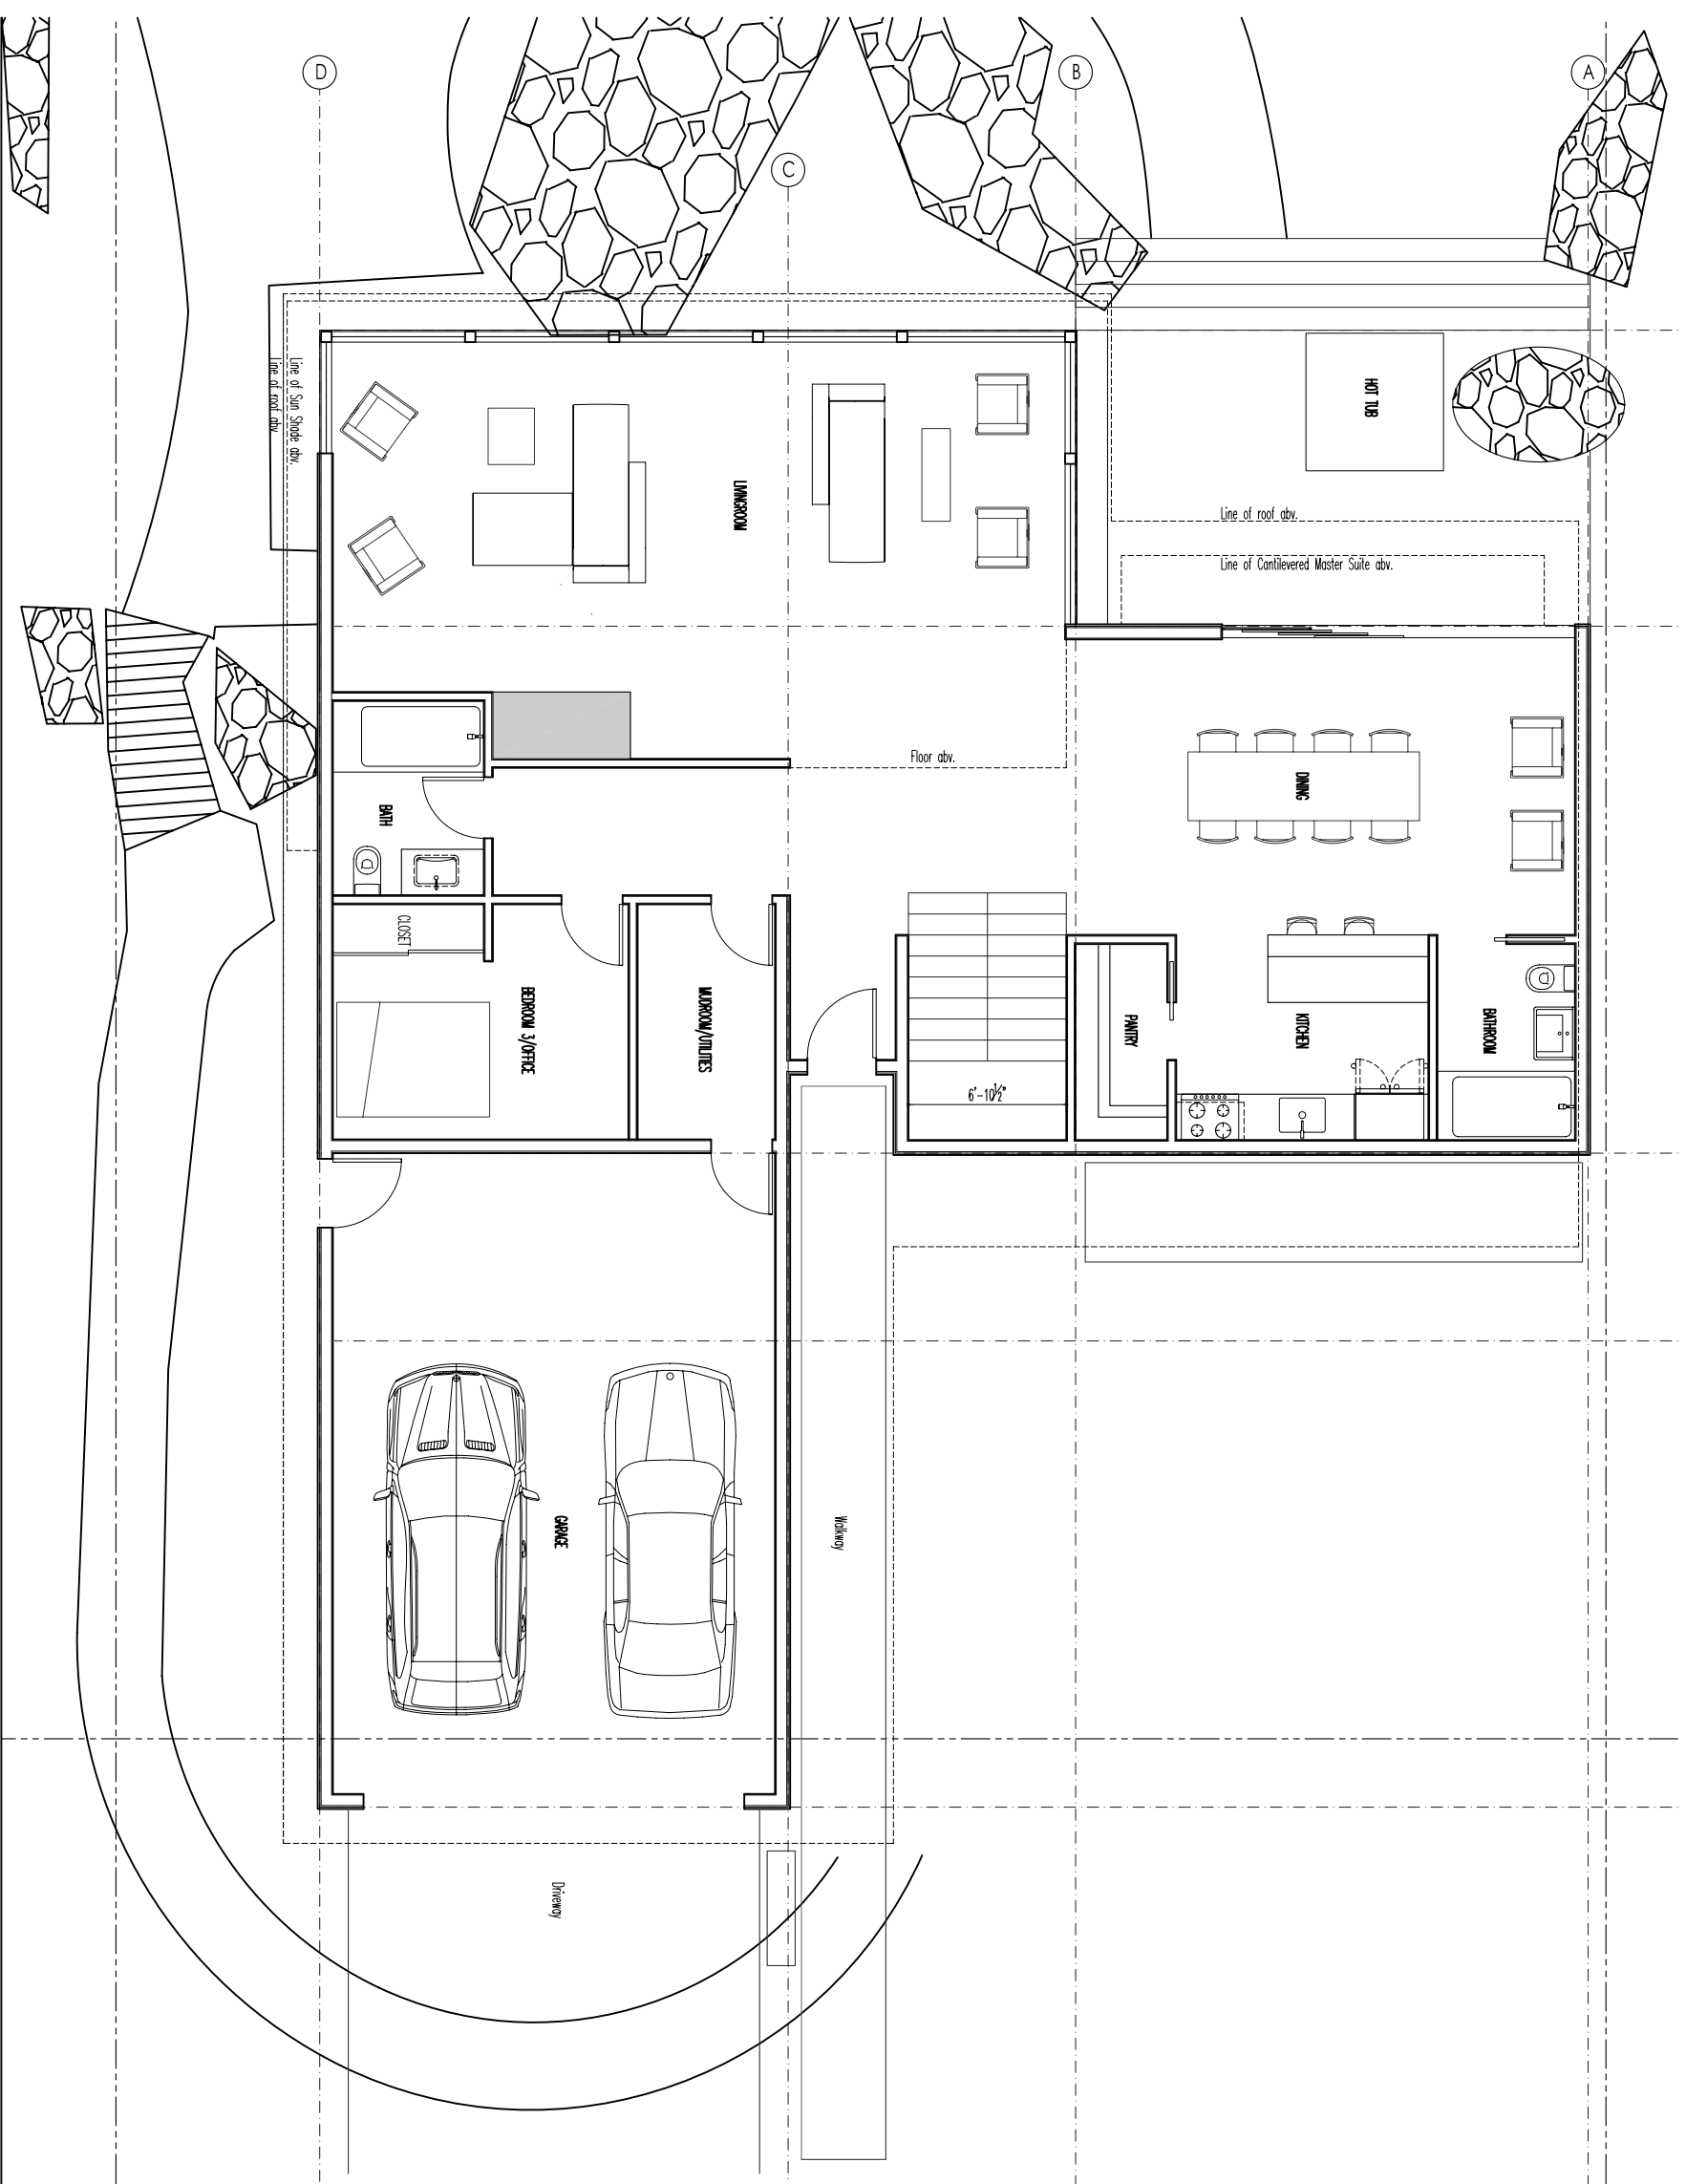 D
B
A
C
Line of Sun Shade abv.
Line of roof abv.
HOT TUB
LIVINGROOM
Line of roof abv.
Line of Cantilevered Master Suite abv.
Floor abv.
DINING
BATH
CLOSET
BEDROOM 3/OFFICE
MUDROOM/UTILITIES
PANTRY
KITCHEN
BATHROOM
6'-10½"
GARAGE
Walkway
Driveway